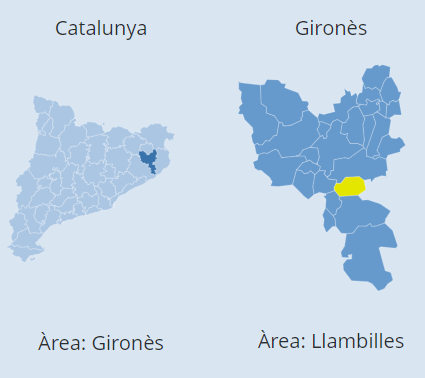 Catalunya
Gironès
Àrea: Gironès
Àrea: Llambilles